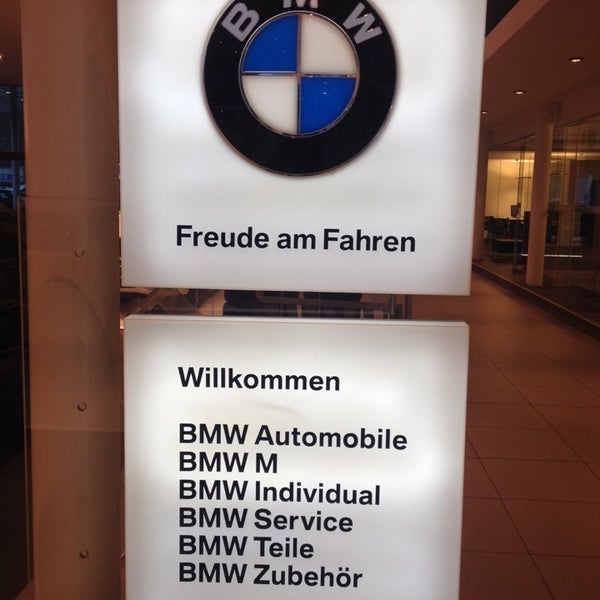 BMW
Freude am Fahren
Willkommen
BMW Automobile
BMW M
BMW Individual
BMW Service
BMW Teile
BMW Zubehör